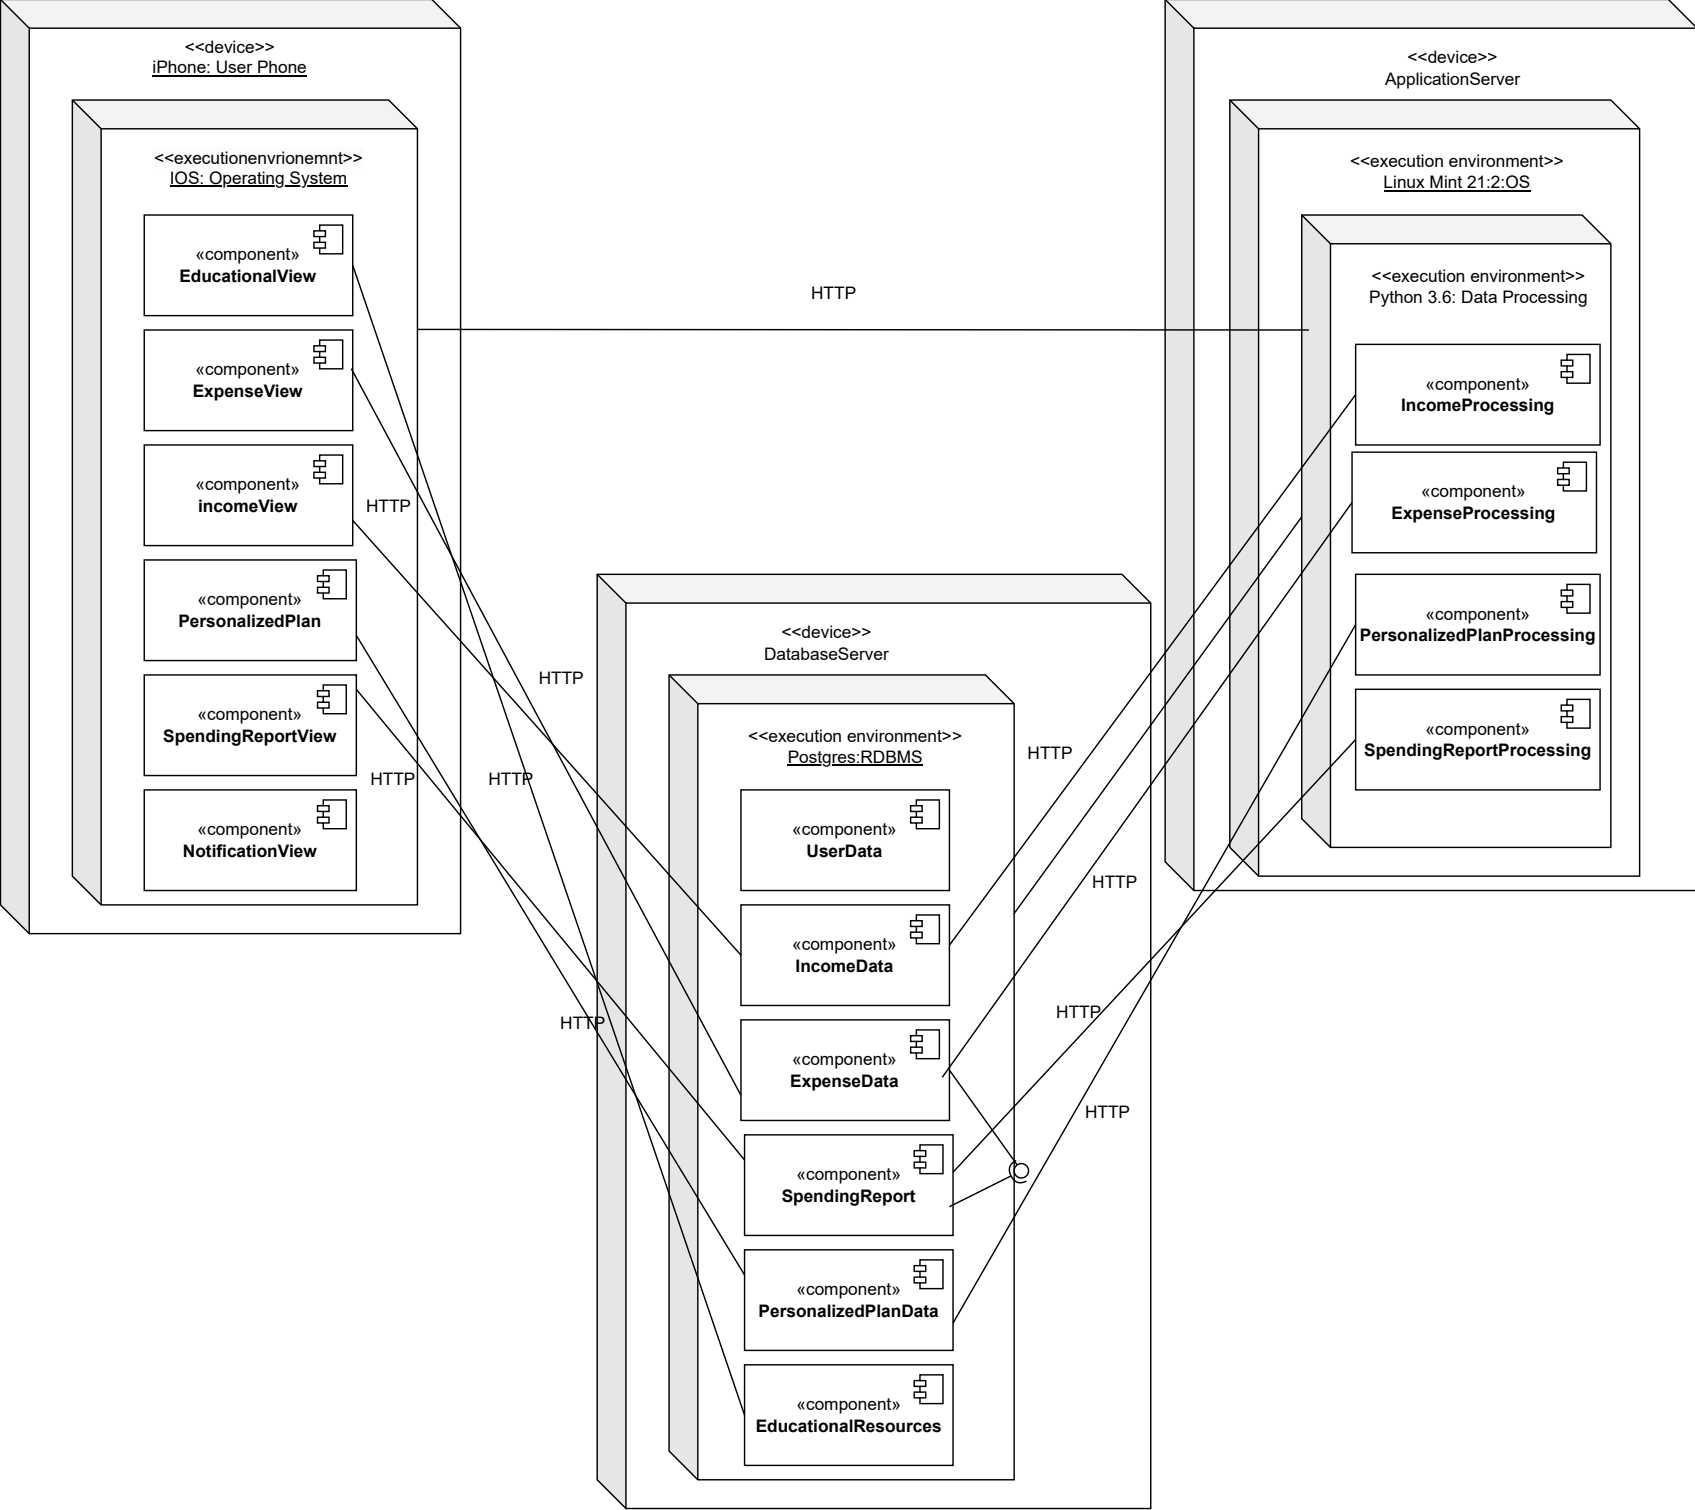 <<device>>
iPhone: User Phone
<<executionenvrionemnt>>
IOS: Operating System
«component»
EducationalView
«component»
ExpenseView
«component»
incomeView
«component»
PersonalizedPlan
«component»
SpendingReportView
«component»
NotificationView
HTTP
HTTP
HTTP
HTTP
HTTP
HTTP
<<device>>
DatabaseServer
<<execution environment>>
Postgres:RDBMS
«component»
UserData
«component»
IncomeData
«component»
ExpenseData
«component»
SpendingReport
«component»
PersonalizedPlanData
«component»
EducationalResources
HTTP
HTTP
HTTP
HTTP
<<device>>
ApplicationServer
<<execution environment>>
Linux Mint 21:2:OS
<<execution environment>>
Python 3.6: Data Processing
«component»
IncomeProcessing
«component»
ExpenseProcessing
«component»
PersonalizedPlanProcessing
«component»
SpendingReportProcessing